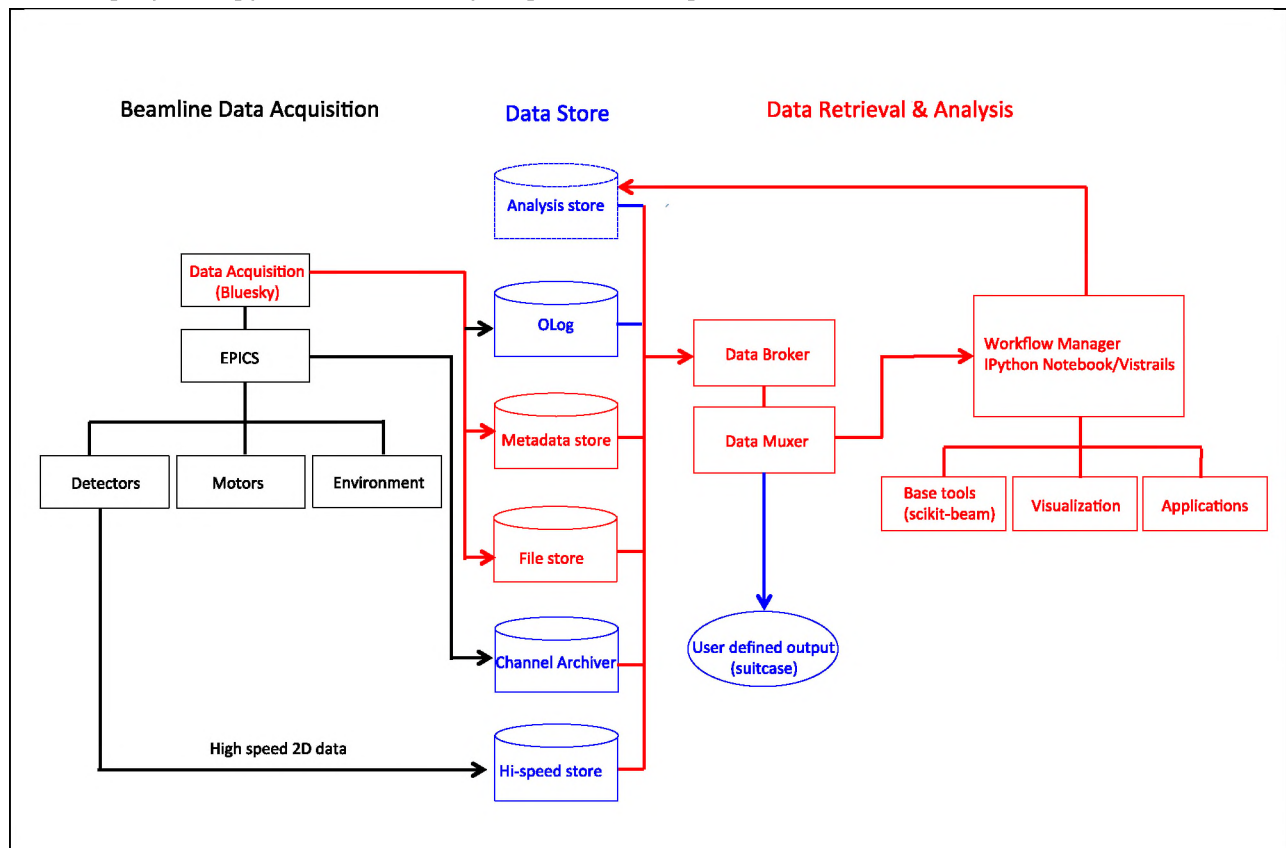 Beamline Data Acquisition
Data Store
Data Retrieval & Analysis
Analysis store
Data Acquisition
(Bluesky)
OLog
EPICS
Workflow Manager
IPython Notebook/Vistrails
Data Broker
Metadata store
Data Muxer
Detectors
Motors
Environment
Base tools
(scikit-beam)
Visualization
Applications
File store
User defined output
(suitcase)
Channel Archiver
High speed 2D data
Hi-speed store